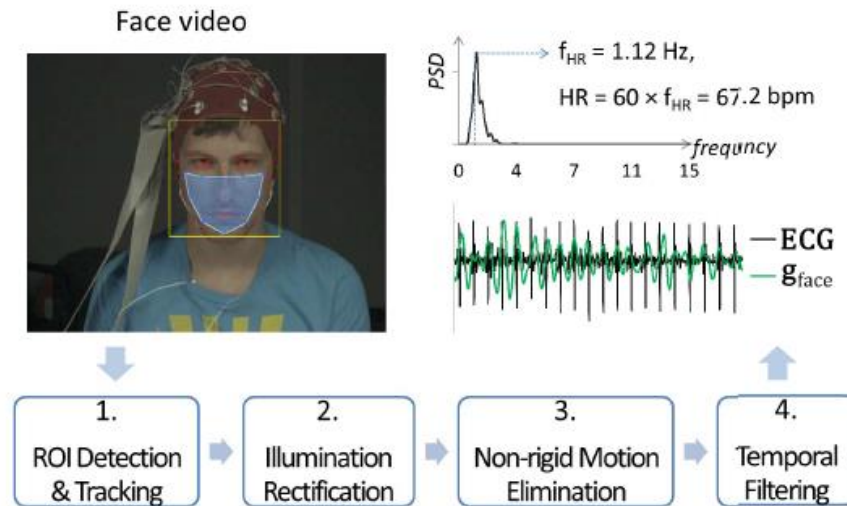 Face video
PSD
f_HR = 1.12 Hz,
HR = 60 × f_HR = 67.2 bpm
frequncy
0 4 7 11 15
ECG
g_face
1.
ROI Detection
& Tracking
2.
Illumination
Rectification
3.
Non-rigid Motion
Elimination
4.
Temporal
Filtering